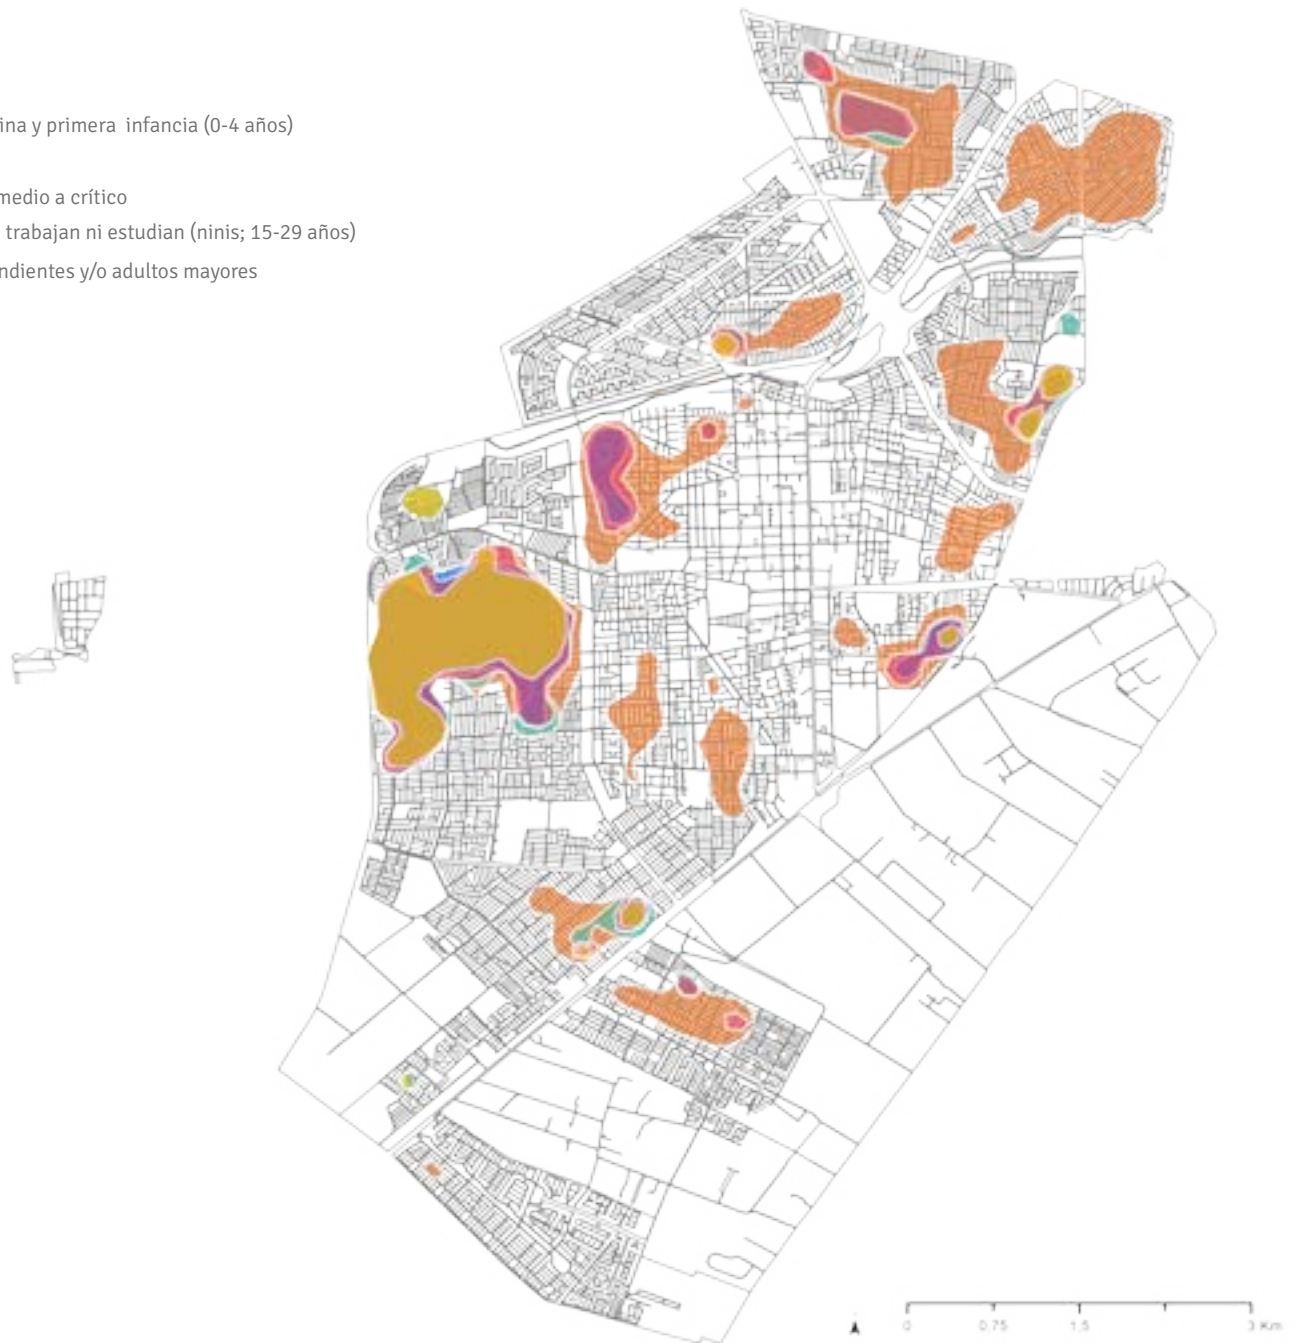 ina y primera infancia (0-4 años)
medio a crítico
trabajan ni estudian (ninis; 15-29 años)
ndientes y/o adultos mayores
0 0.75 1,5 3 Km